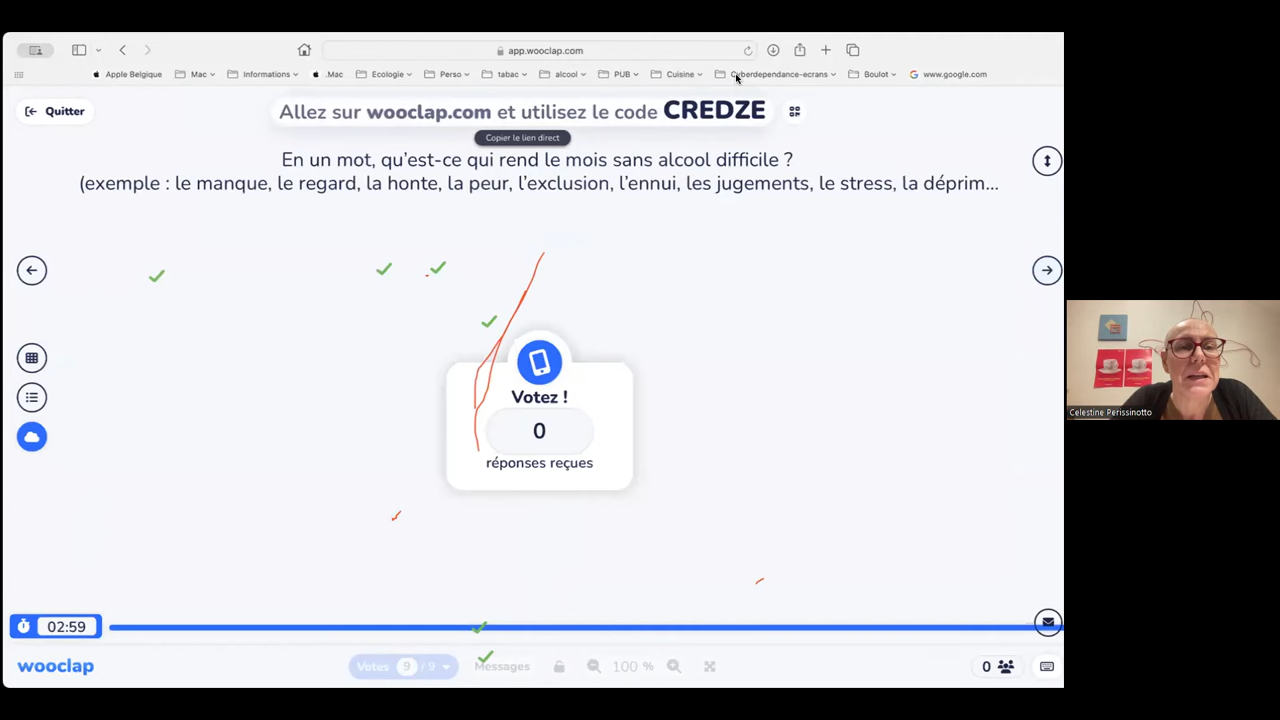 app.wooclap.com
Apple Belgique Mac Informations .Mac Ecologie Perso tabac alcool PUB Cuisine Cyberdependance-ecrans Boulot www.google.com
Quitter
Allez sur wooclap.com et utilisez le code CREDZE
Copier le lien direct
En un mot, qu'est-ce qui rend le mois sans alcool difficile ?
(exemple : le manque, le regard, la honte, la peur, l'exclusion, l'ennui, les jugements, le stress, la déprim...
Votez !
0
réponses reçues
Celestine Perissinotto
02:59
wooclap
Votes 9 / 9
Messages
100 %
0